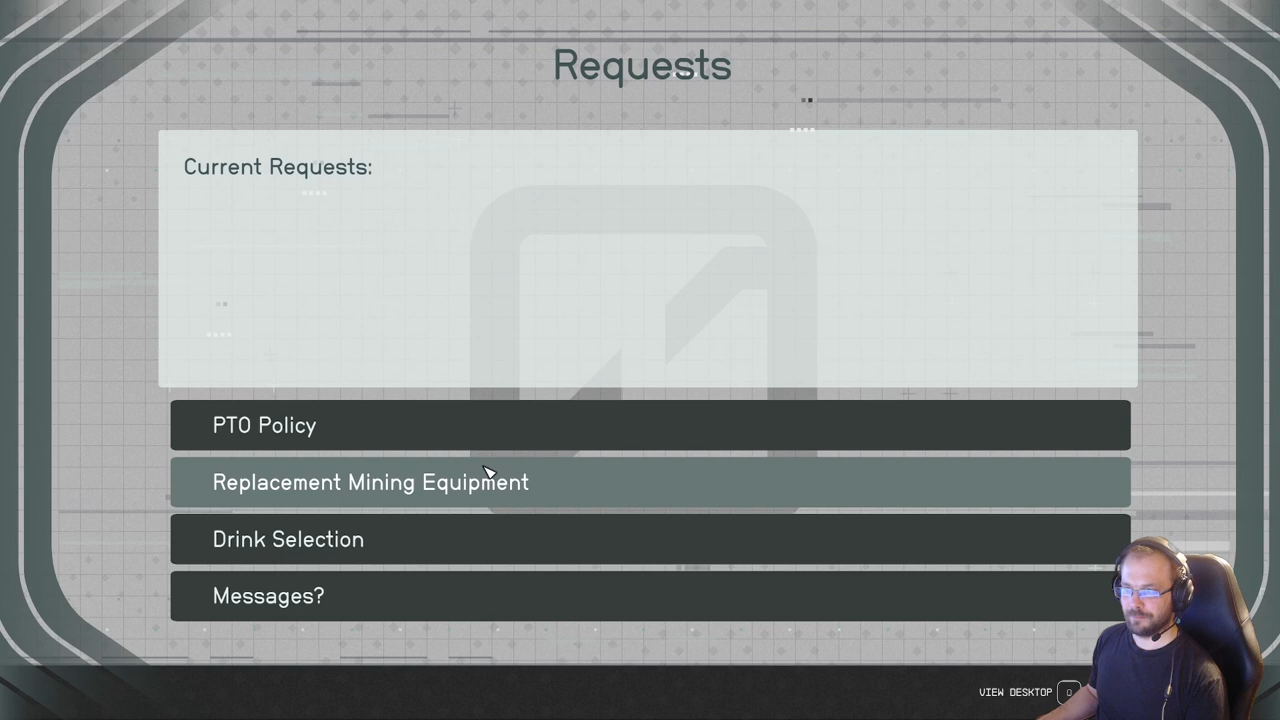 Requests
Current Requests:
PTO Policy
Replacement Mining Equipment
Drink Selection
Messages?
VIEW DESKTOP Q